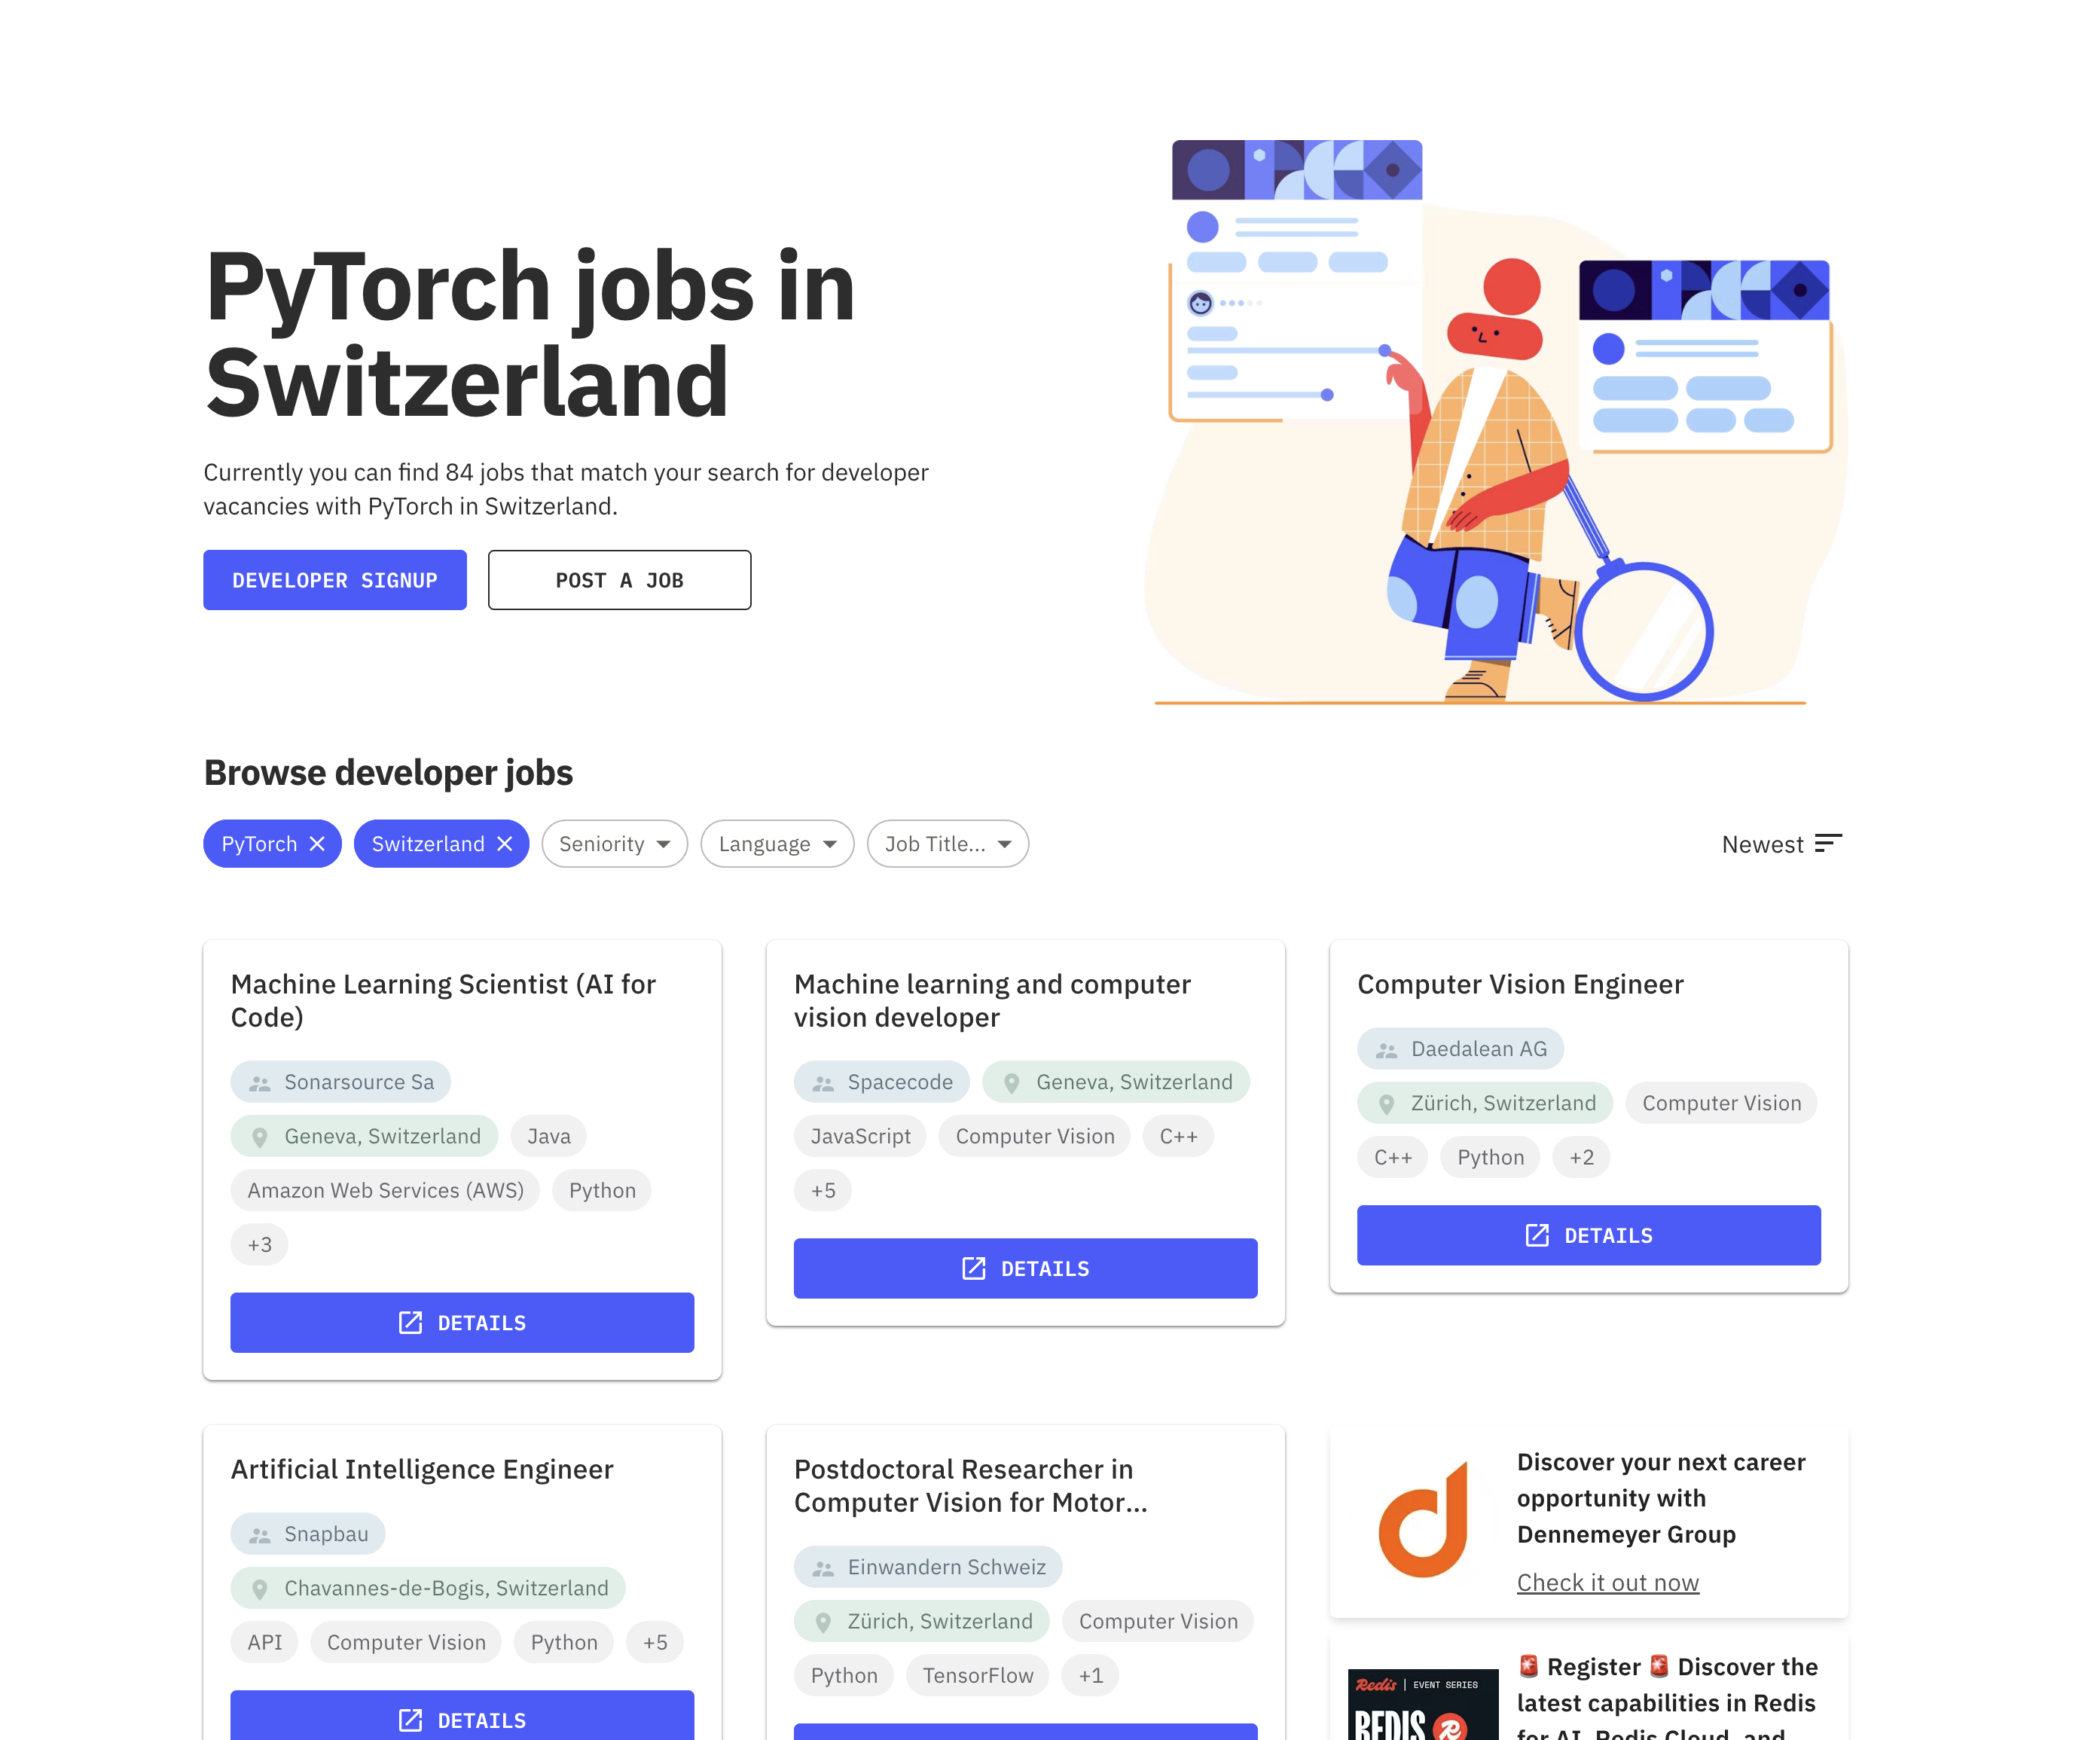 PyTorch jobs in
Switzerland
Currently you can find 84 jobs that match your search for developer
vacancies with PyTorch in Switzerland.
DEVELOPER SIGNUP
POST A JOB
Browse developer jobs
PyTorch
Switzerland
Seniority
Language
Job Title...
Newest
Machine Learning Scientist (AI for
Code)
Sonarsource Sa
Geneva, Switzerland
Java
Amazon Web Services (AWS)
Python
+3
DETAILS
Machine learning and computer
vision developer
Spacecode
Geneva, Switzerland
JavaScript
Computer Vision
C++
+5
DETAILS
Computer Vision Engineer
Daedalean AG
Zürich, Switzerland
Computer Vision
C++
Python
+2
DETAILS
Artificial Intelligence Engineer
Snapbau
Chavannes-de-Bogis, Switzerland
API
Computer Vision
Python
+5
DETAILS
Postdoctoral Researcher in
Computer Vision for Motor...
Einwandern Schweiz
Zürich, Switzerland
Computer Vision
Python
TensorFlow
+1
Discover your next career
opportunity with
Dennemeyer Group
Check it out now
Redis | EVENT SERIES
REDIS
🚨 Register 🚨 Discover the
latest capabilities in Redis
for AI, Redis Cloud, and